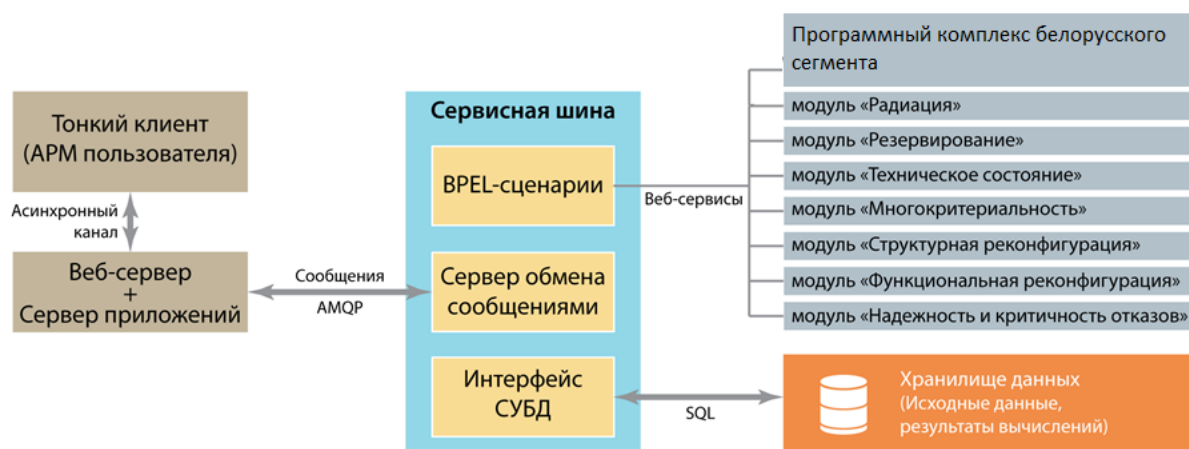 Тонкий клиент
(АРМ пользователя)
Асинхронный
канал
Веб-сервер
+
Сервер приложений
Сообщения
AMQP
Сервисная шина
BPEL-сценарии
Сервер обмена
сообщениями
Интерфейс
СУБД
Веб-сервисы
SQL
Программный комплекс белорусского
сегмента
модуль «Радиация»
модуль «Резервирование»
модуль «Техническое состояние»
модуль «Многокритериальность»
модуль «Структурная реконфигурация»
модуль «Функциональная реконфигурация»
модуль «Надежность и критичность отказов»
Хранилище данных
(Исходные данные,
результаты вычислений)